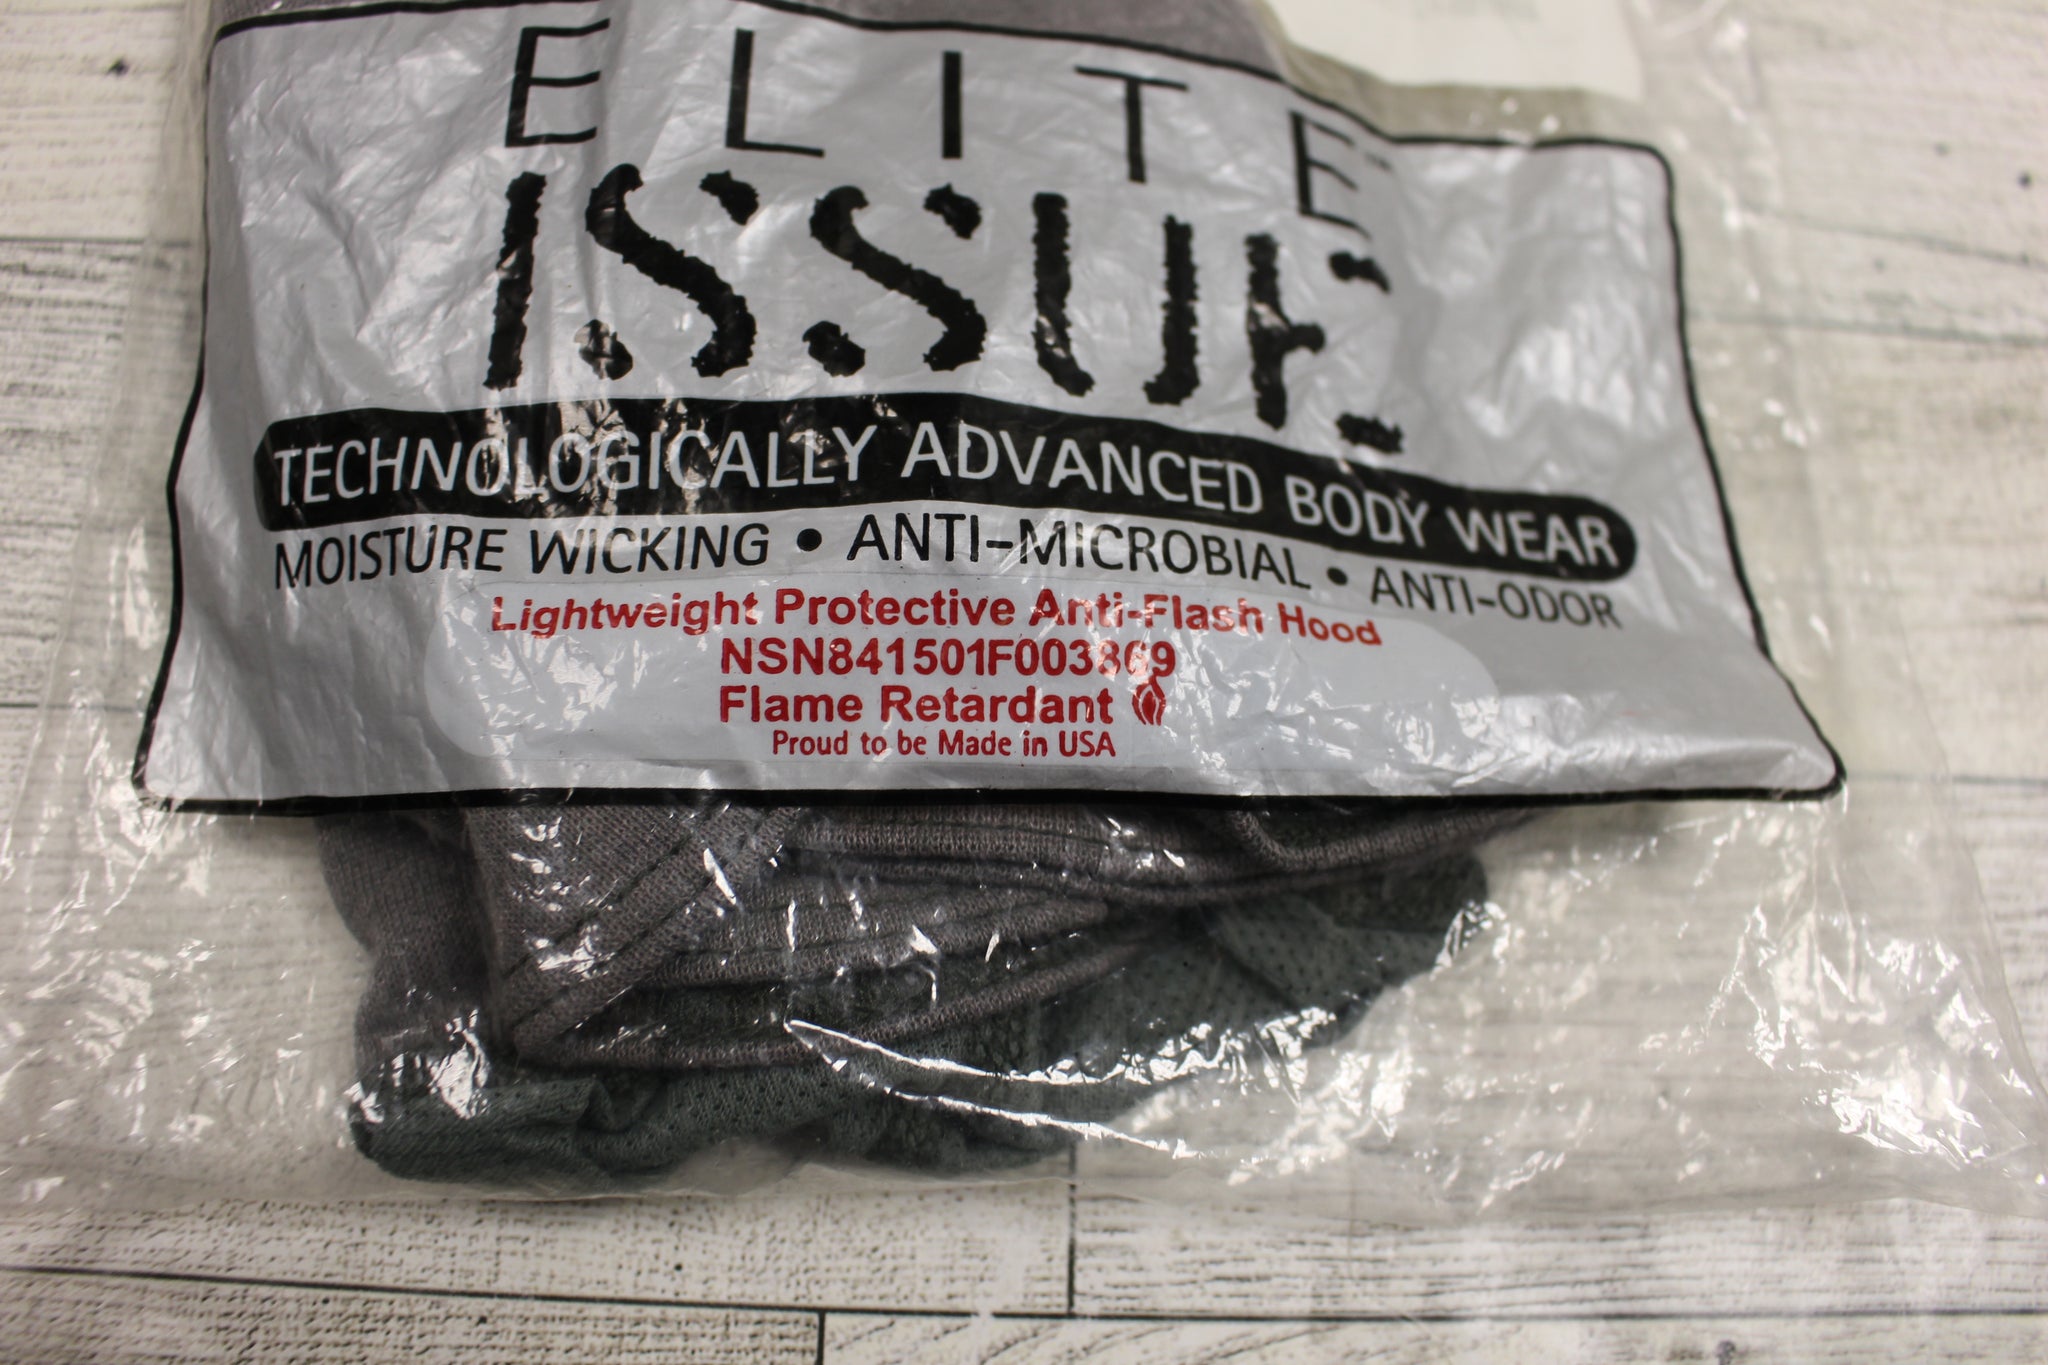 ELITE
ISSUE
TECHNOLOGICALLY ADVANCED BODY WEAR
MOISTURE WICKING • ANTI-MICROBIAL • ANTI-ODOR
Lightweight Protective Anti-Flash Hood
NSN841501F003869
Flame Retardant
Proud to be Made in USA